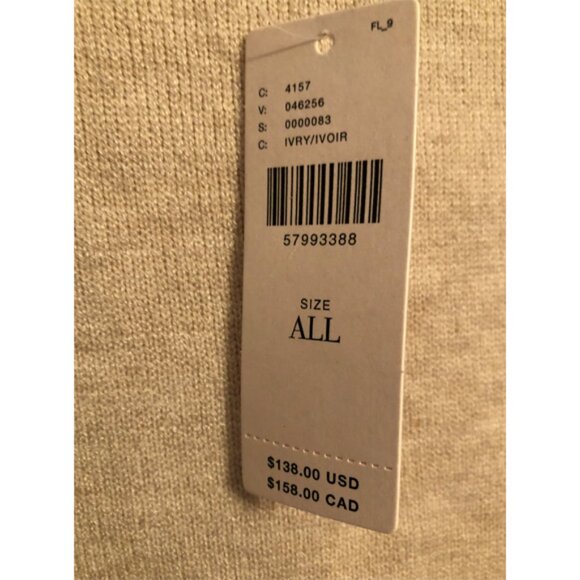 FL_9
C: 4157
V: 046256
S: 0000083
C: IVRY/IVOIR
57993388
SIZE
ALL
$138.00 USD
$158.00 CAD